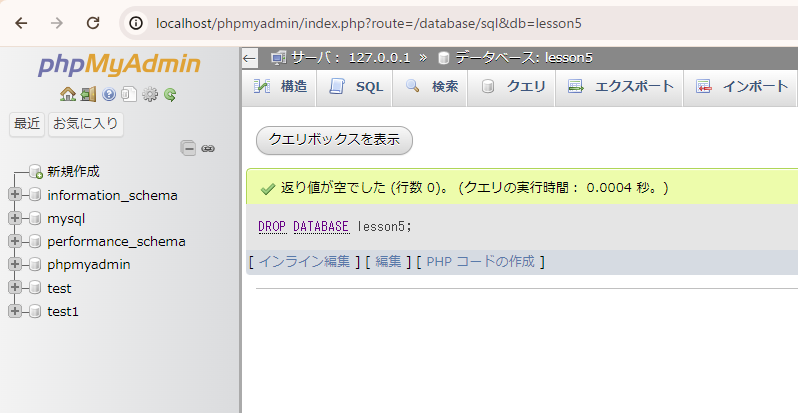 localhost/phpmyadmin/index.php?route=/database/sql&db=lesson5
phpMyAdmin
最近 お気に入り
新規作成
information_schema
mysql
performance_schema
phpmyadmin
test
test1
サーバ： 127.0.0.1 » データベース: lesson5
構造 SQL 検索 クエリ エクスポート インポート
クエリボックスを表示
返り値が空でした (行数 0)。 (クエリの実行時間： 0.0004 秒。)
DROP DATABASE lesson5;
[ インライン編集 ] [ 編集 ] [ PHP コードの作成 ]